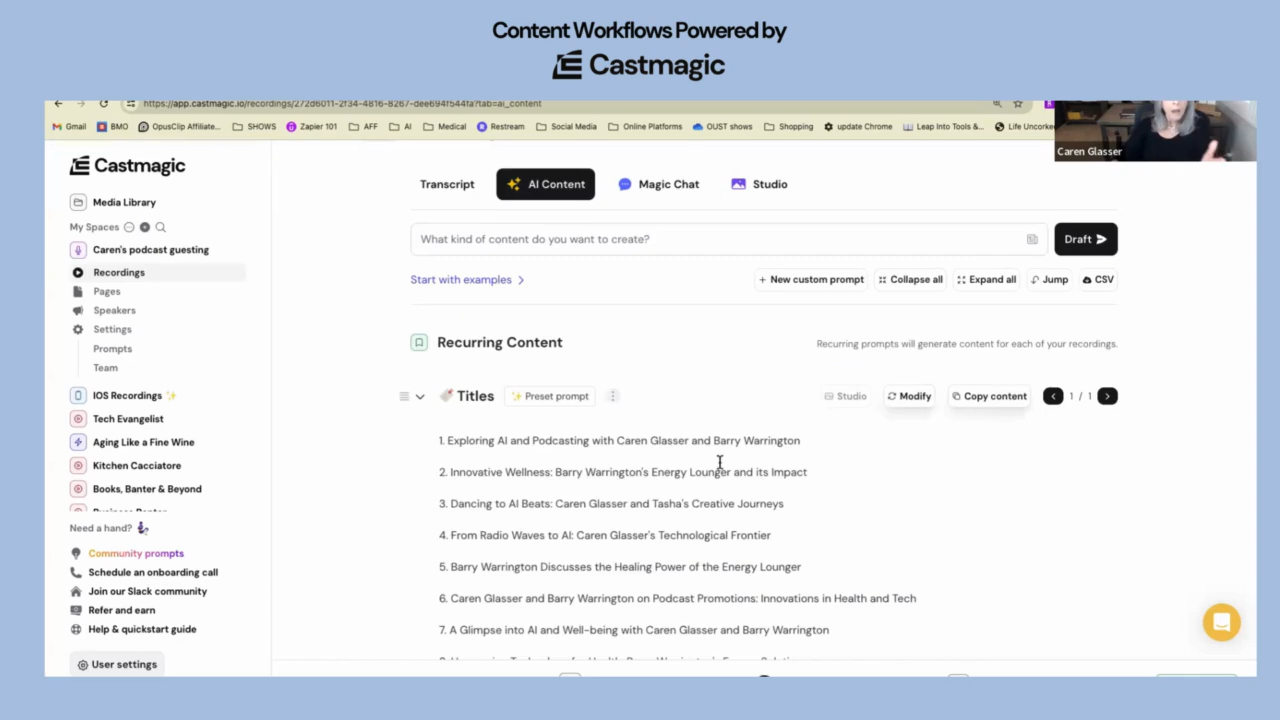 Content Workflows Powered by
Castmagic
https://app.castmagic.io/recordings/272d6011-2f34-4816-8267-dee694f544fa?tab=ai_content
Gmail BMO OpusClip Affiliate... SHOWS Zapier 101 AFF AI Medical Restream Social Media Online Platforms OUST shows Shopping update Chrome Leap Into Tools &... Life Uncorke
Caren Glasser
Castmagic
Media Library
My Spaces
Caren's podcast guesting
Recordings
Pages
Speakers
Settings
Prompts
Team
IOS Recordings ✨
Tech Evangelist
Aging Like a Fine Wine
Kitchen Cacciatore
Books, Banter & Beyond
Need a hand?
Community prompts
Schedule an onboarding call
Join our Slack community
Refer and earn
Help & quickstart guide
User settings
Transcript AI Content Magic Chat Studio
What kind of content do you want to create? Draft
Start with examples > + New custom prompt Collapse all Expand all Jump CSV
Recurring Content Recurring prompts will generate content for each of your recordings.
Titles Preset prompt Studio Modify Copy content 1 / 1
1. Exploring AI and Podcasting with Caren Glasser and Barry Warrington
2. Innovative Wellness: Barry Warrington's Energy Lounger and its Impact
3. Dancing to AI Beats: Caren Glasser and Tasha's Creative Journeys
4. From Radio Waves to AI: Caren Glasser's Technological Frontier
5. Barry Warrington Discusses the Healing Power of the Energy Lounger
6. Caren Glasser and Barry Warrington on Podcast Promotions: Innovations in Health and Tech
7. A Glimpse into AI and Well-being with Caren Glasser and Barry Warrington